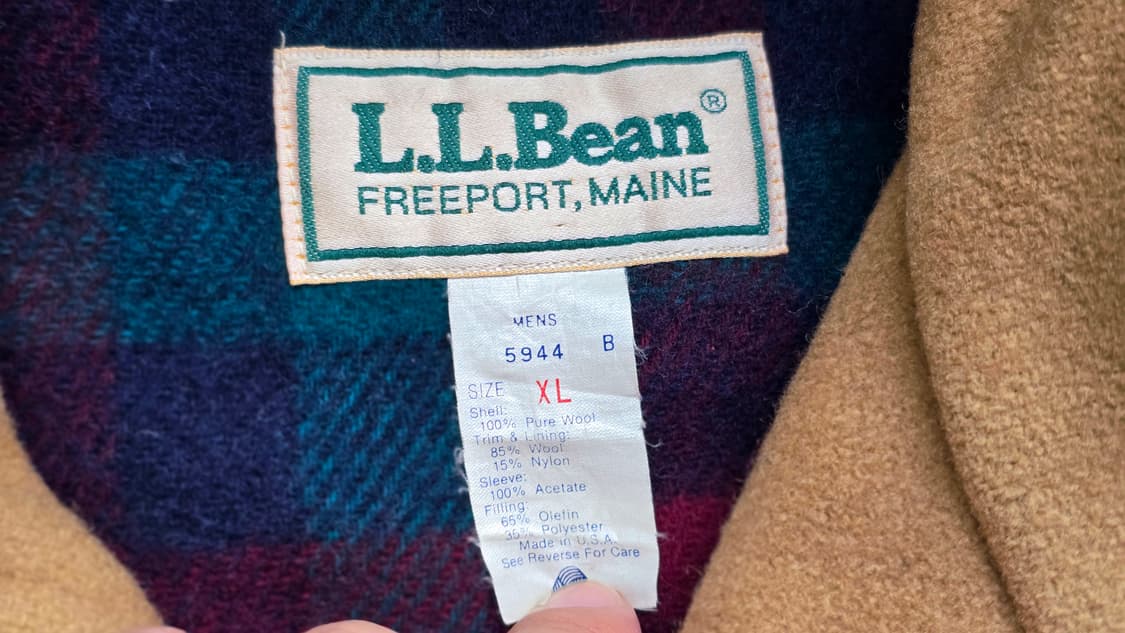 L.L.Bean®
FREEPORT, MAINE
MENS
5944 B
SIZE XL
Shell:
100% Pure Wool
Trim & Lining:
85% Wool
15% Nylon
Sleeve:
100% Acetate
Filling:
65% Olefin
35% Polyester
Made in U.S.A.
See Reverse For Care